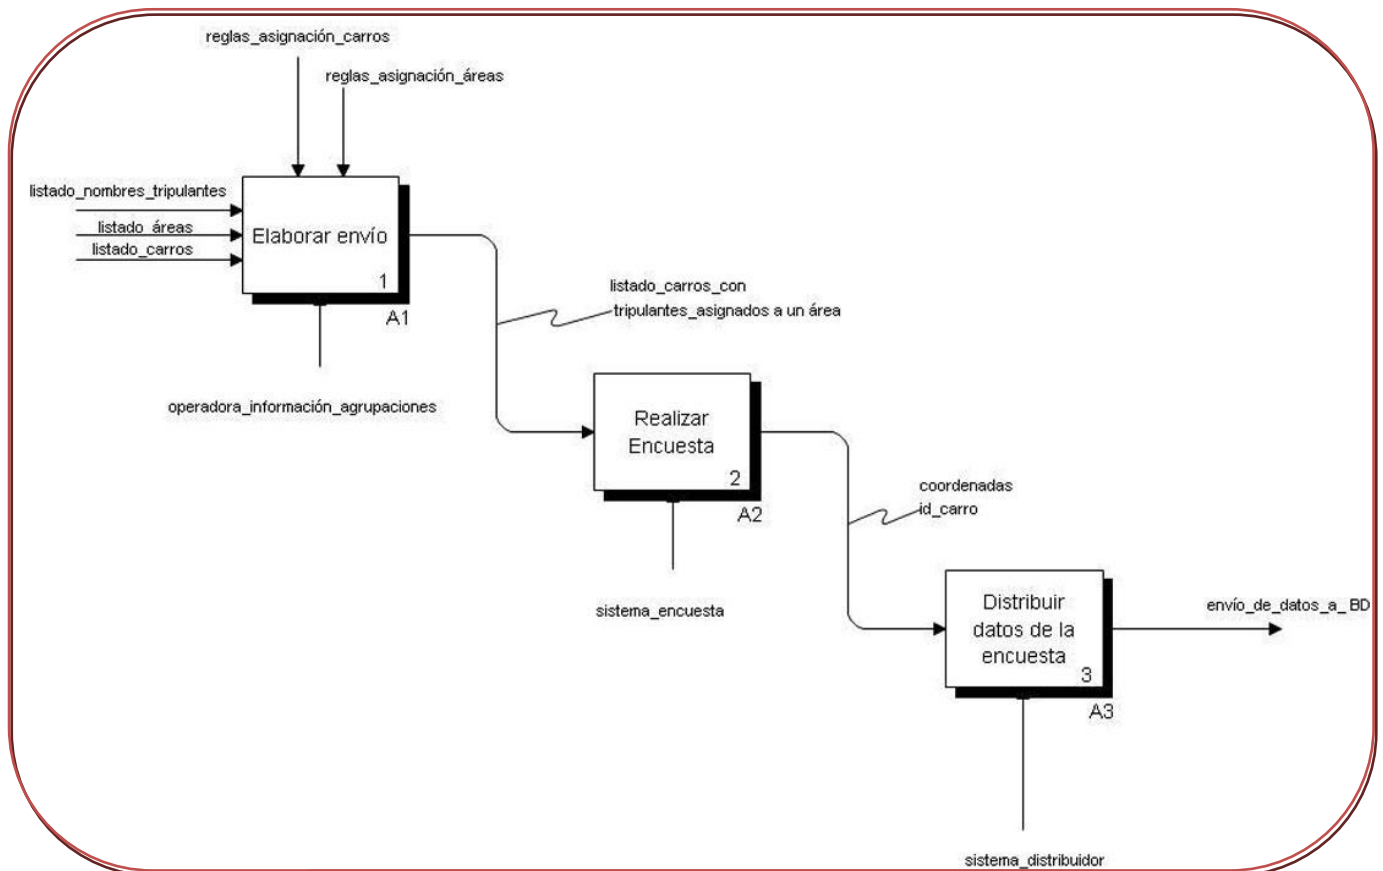 reglas_asignación_carros
reglas_asignación_áreas
listado_nombres_tripulantes
listado_áreas
listado_carros
Elaborar envío
1
A1
operadora_información_agrupaciones
listado_carros_con
tripulantes_asignados a un área
Realizar
Encuesta
2
A2
sistema_encuesta
coordenadas
id_carro
Distribuir
datos de la
encuesta
3
A3
envío_de_datos_a_ BD
sistema_distribuidor